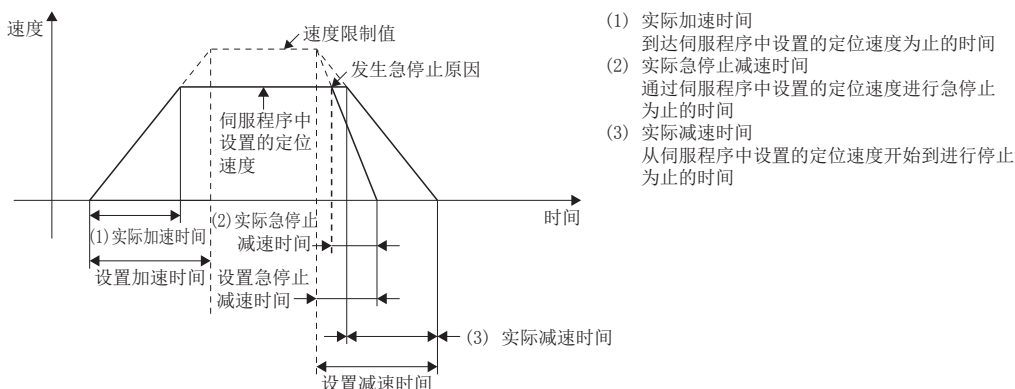 速度
速度限制值
发生急停止原因
伺服程序中
设置的定位
速度
时间
(1)实际加速时间
(2)实际急停止
减速时间
设置加速时间
设置急停止
减速时间
(3) 实际减速时间
设置减速时间
(1) 实际加速时间
到达伺服程序中设置的定位速度为止的时间
(2) 实际急停止减速时间
通过伺服程序中设置的定位速度进行急停止
为止的时间
(3) 实际减速时间
从伺服程序中设置的定位速度开始到进行停止
为止的时间